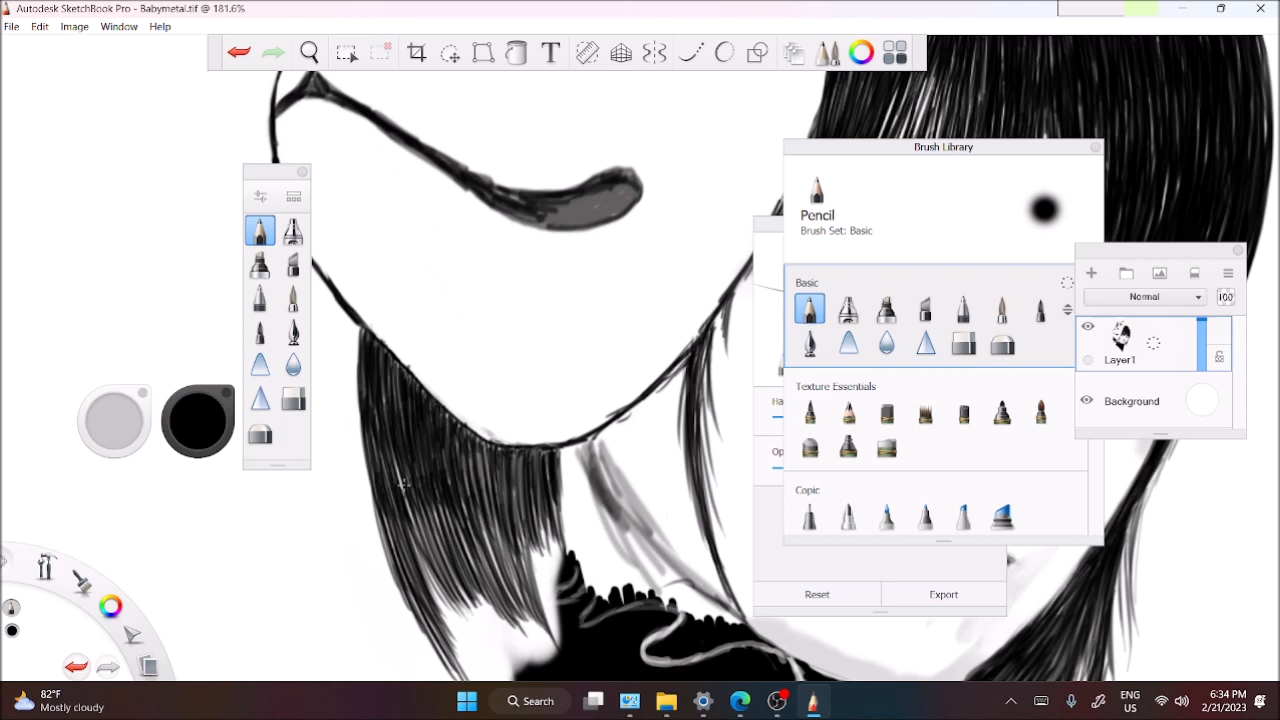 Autodesk SketchBook Pro - Babymetal.tif @ 181.6%
File Edit Image Window Help
T
Brush Library
Pencil
Brush Set: Basic
Basic
Normal
100
Layer1
Texture Essentials
Background
Ha
Op
Copic
Reset Export
82°F
Mostly cloudy
Search
ENG
US
6:34 PM
2/21/2023